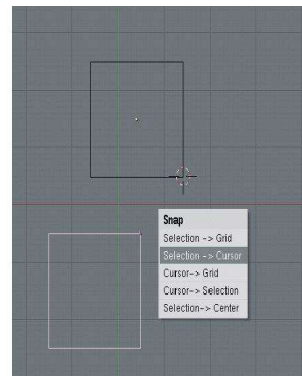 Snap
Selection -> Grid
Selection -> Cursor
Cursor-> Grid
Cursor-> Selection
Selection-> Center